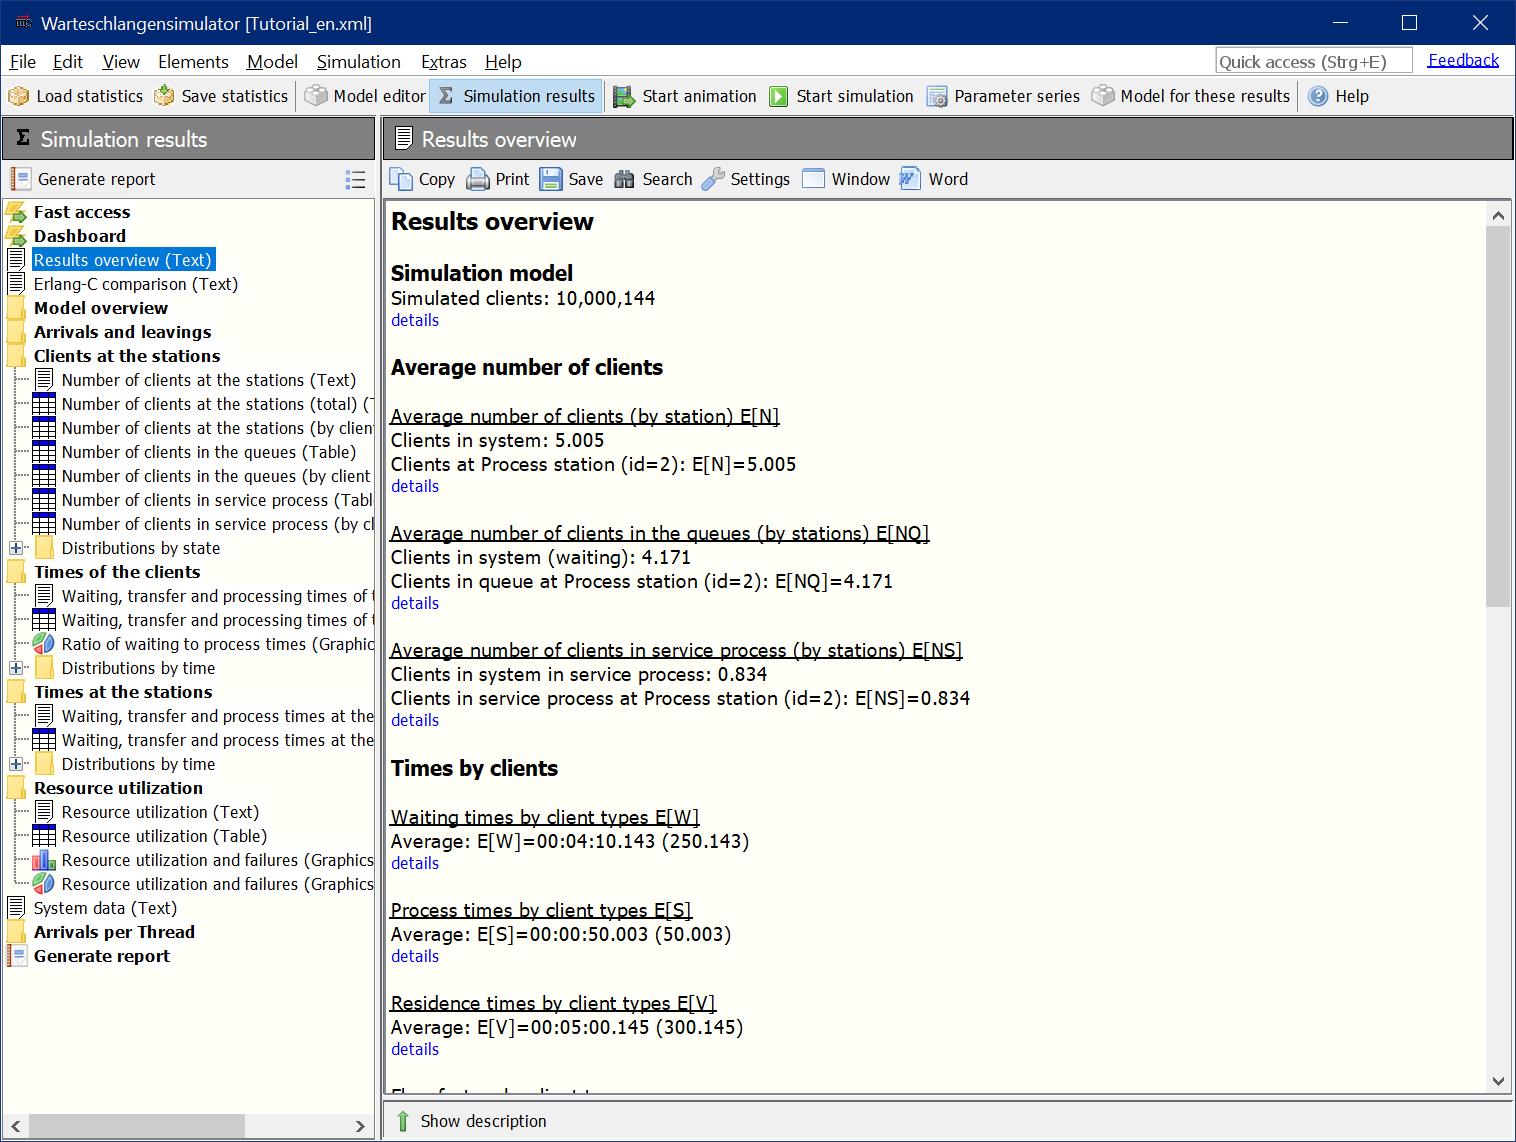 Warteschlangensimulator [Tutorial_en.xml]
File Edit View Elements Model Simulation Extras Help
Quick access (Strg+E) Feedback
Load statistics Save statistics Model editor Simulation results Start animation Start simulation Parameter series Model for these results Help
Simulation results
Generate report
Fast access
Dashboard
Results overview (Text)
Erlang-C comparison (Text)
Model overview
Arrivals and leavings
Clients at the stations
Number of clients at the stations (Text)
Number of clients at the stations (total) (
Number of clients at the stations (by clien
Number of clients in the queues (Table)
Number of clients in the queues (by client
Number of clients in service process (Tabl
Number of clients in service process (by cl
Distributions by state
Times of the clients
Waiting, transfer and processing times of
Waiting, transfer and processing times of
Ratio of waiting to process times (Graphic
Distributions by time
Times at the stations
Waiting, transfer and process times at the
Waiting, transfer and process times at the
Distributions by time
Resource utilization
Resource utilization (Text)
Resource utilization (Table)
Resource utilization and failures (Graphics
Resource utilization and failures (Graphics
System data (Text)
Arrivals per Thread
Generate report
Results overview
Copy Print Save Search Settings Window Word
Results overview
Simulation model
Simulated clients: 10,000,144
details
Average number of clients
Average number of clients (by station) E[N]
Clients in system: 5.005
Clients at Process station (id=2): E[N]=5.005
details
Average number of clients in the queues (by stations) E[NQ]
Clients in system (waiting): 4.171
Clients in queue at Process station (id=2): E[NQ]=4.171
details
Average number of clients in service process (by stations) E[NS]
Clients in system in service process: 0.834
Clients in service process at Process station (id=2): E[NS]=0.834
details
Times by clients
Waiting times by client types E[W]
Average: E[W]=00:04:10.143 (250.143)
details
Process times by client types E[S]
Average: E[S]=00:00:50.003 (50.003)
details
Residence times by client types E[V]
Average: E[V]=00:05:00.145 (300.145)
details
Show description